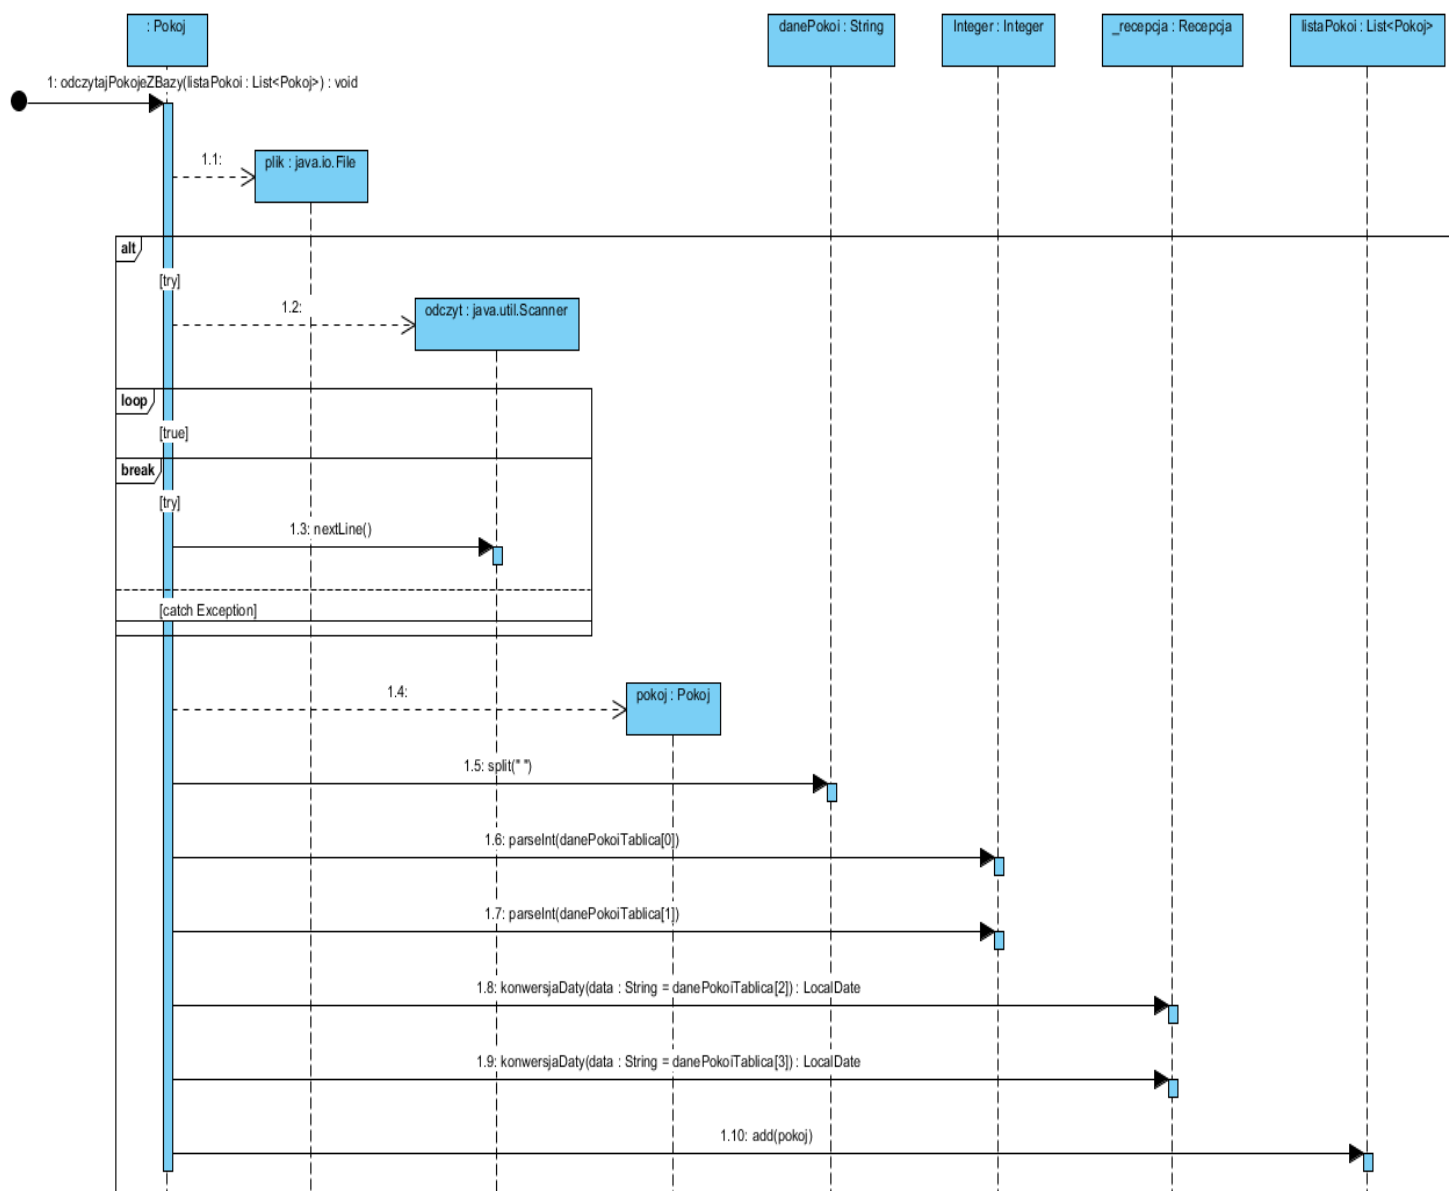 : Pokoj
danePokoi : String
Integer : Integer
_recepcja : Recepcja
listaPokoi : List<Pokoj>
1: odczytajPokojeZBazy(listaPokoi : List<Pokoj>) : void
1.1:
plik : java.io.File
alt
[try]
1.2:
odczyt : java.util.Scanner
loop
[true]
break
[try]
1.3: nextLine()
[catch Exception]
1.4:
pokoj : Pokoj
1.5: split(" ")
1.6: parseInt(danePokoiTablica[0])
1.7: parseInt(danePokoiTablica[1])
1.8: konwersjaDaty(data : String = danePokoiTablica[2]) : LocalDate
1.9: konwersjaDaty(data : String = danePokoiTablica[3]) : LocalDate
1.10: add(pokoj)